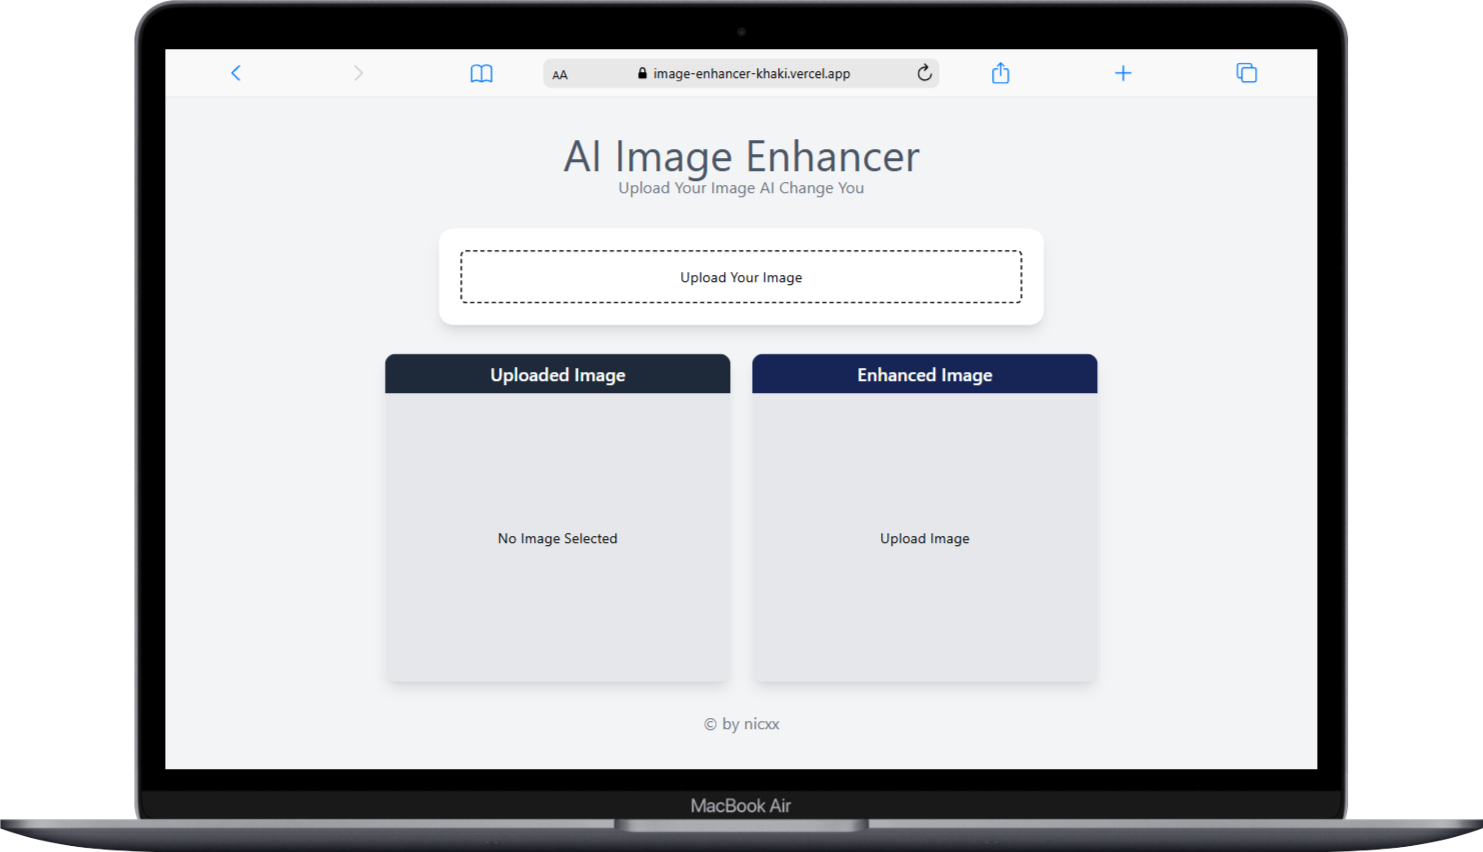 AA image-enhancer-khaki.vercel.app
AI Image Enhancer
Upload Your Image AI Change You
Upload Your Image
Uploaded Image
Enhanced Image
No Image Selected
Upload Image
© by nicxx
MacBook Air